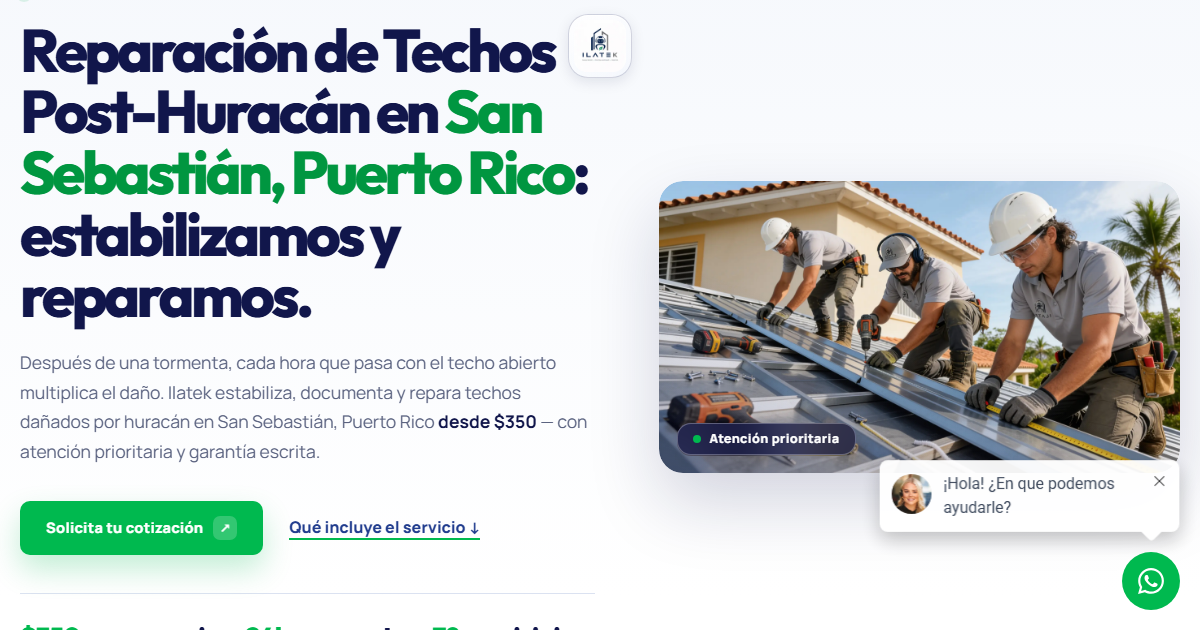 Reparación de Techos
Post-Huracán en San
Sebastián, Puerto Rico:
estabilizamos y
reparamos.
ILATEK
Después de una tormenta, cada hora que pasa con el techo abierto
multiplica el daño. Ilatek estabiliza, documenta y repara techos
dañados por huracán en San Sebastián, Puerto Rico desde $350 — con
atención prioritaria y garantía escrita.
Solicita tu cotización ↗
Qué incluye el servicio ↓
Atención prioritaria
¡Hola! ¿En que podemos
ayudarle?